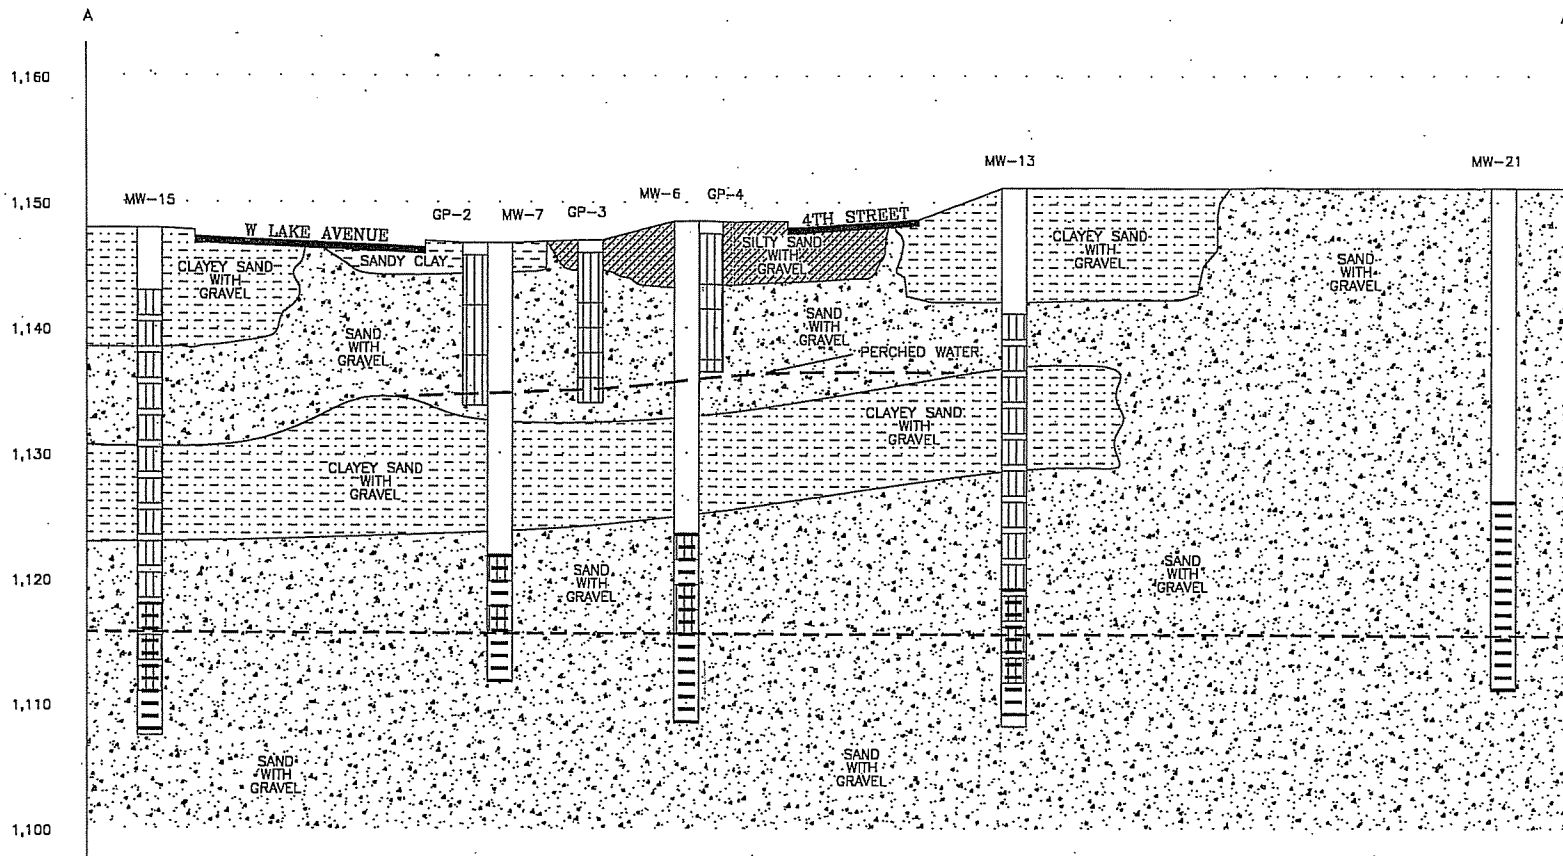 A
1,160
MW-13
MW-21
MW-15
MW-6
GP-4
1,150
GP-2
MW-7
GP-3
4TH STREET
W LAKE AVENUE
SANDY CLAY
SILTY SAND
WITH
GRAVEL
CLAYEY SAND
WITH
GRAVEL
CLAYEY SAND
WITH
GRAVEL
SAND
WITH
GRAVEL
1,140
SAND
WITH
GRAVEL
SAND
WITH
GRAVEL
PERCHED WATER
1,130
CLAYEY SAND
WITH
GRAVEL
CLAYEY SAND
WITH
GRAVEL
1,120
SAND
WITH
GRAVEL
SAND
WITH
GRAVEL
1,110
SAND
WITH
GRAVEL
SAND
WITH
GRAVEL
1,100